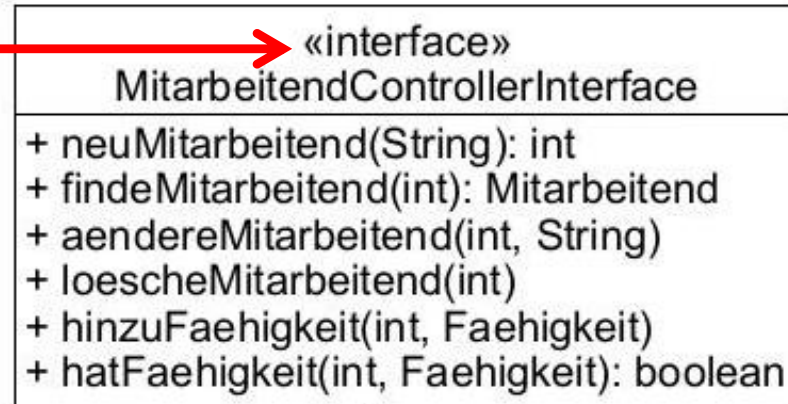 «interface»
MitarbeitendControllerInterface
+ neuMitarbeitend(String): int
+ findeMitarbeitend(int): Mitarbeitend
+ aendereMitarbeitend(int, String)
+ loescheMitarbeitend(int)
+ hinzuFaehigkeit(int, Faehigkeit)
+ hatFaehigkeit(int, Faehigkeit): boolean